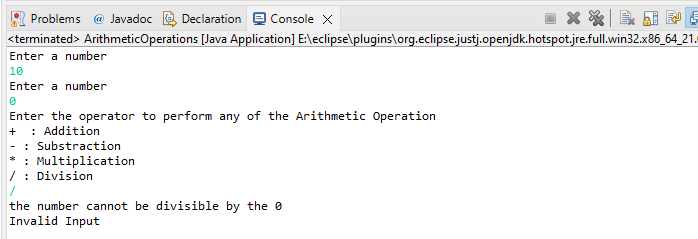 Problems @ Javadoc Declaration Console
<terminated> ArithmeticOperations [Java Application] E:\eclipse\plugins\org.eclipse.justj.openjdk.hotspot.jre.full.win32.x86_64_21.
Enter a number
10
Enter a number
0
Enter the operator to perform any of the Arithmetic Operation
+  : Addition
- : Substraction
* : Multiplication
/ : Division
/
the number cannot be divisible by the 0
Invalid Input